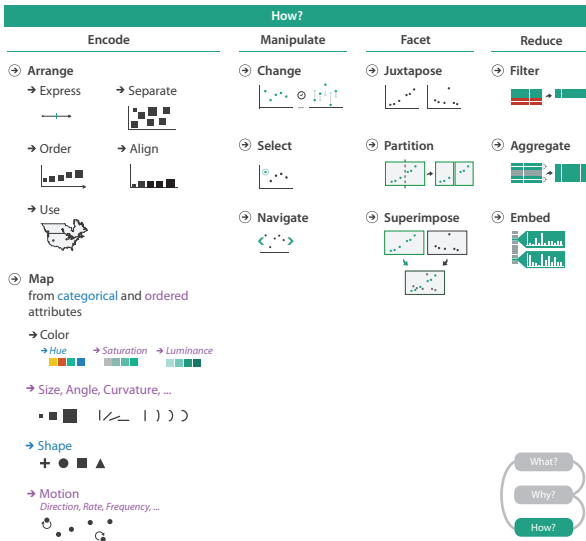 How?
Encode
Manipulate
Facet
Reduce
Arrange
Express
Separate
Order
Align
Use
Map
from categorical and ordered
attributes
Color
Hue
Saturation
Luminance
Size, Angle, Curvature, ...
Shape
Motion
Direction, Rate, Frequency, ...
Change
Select
Navigate
Juxtapose
Partition
Superimpose
Filter
Aggregate
Embed
What?
Why?
How?